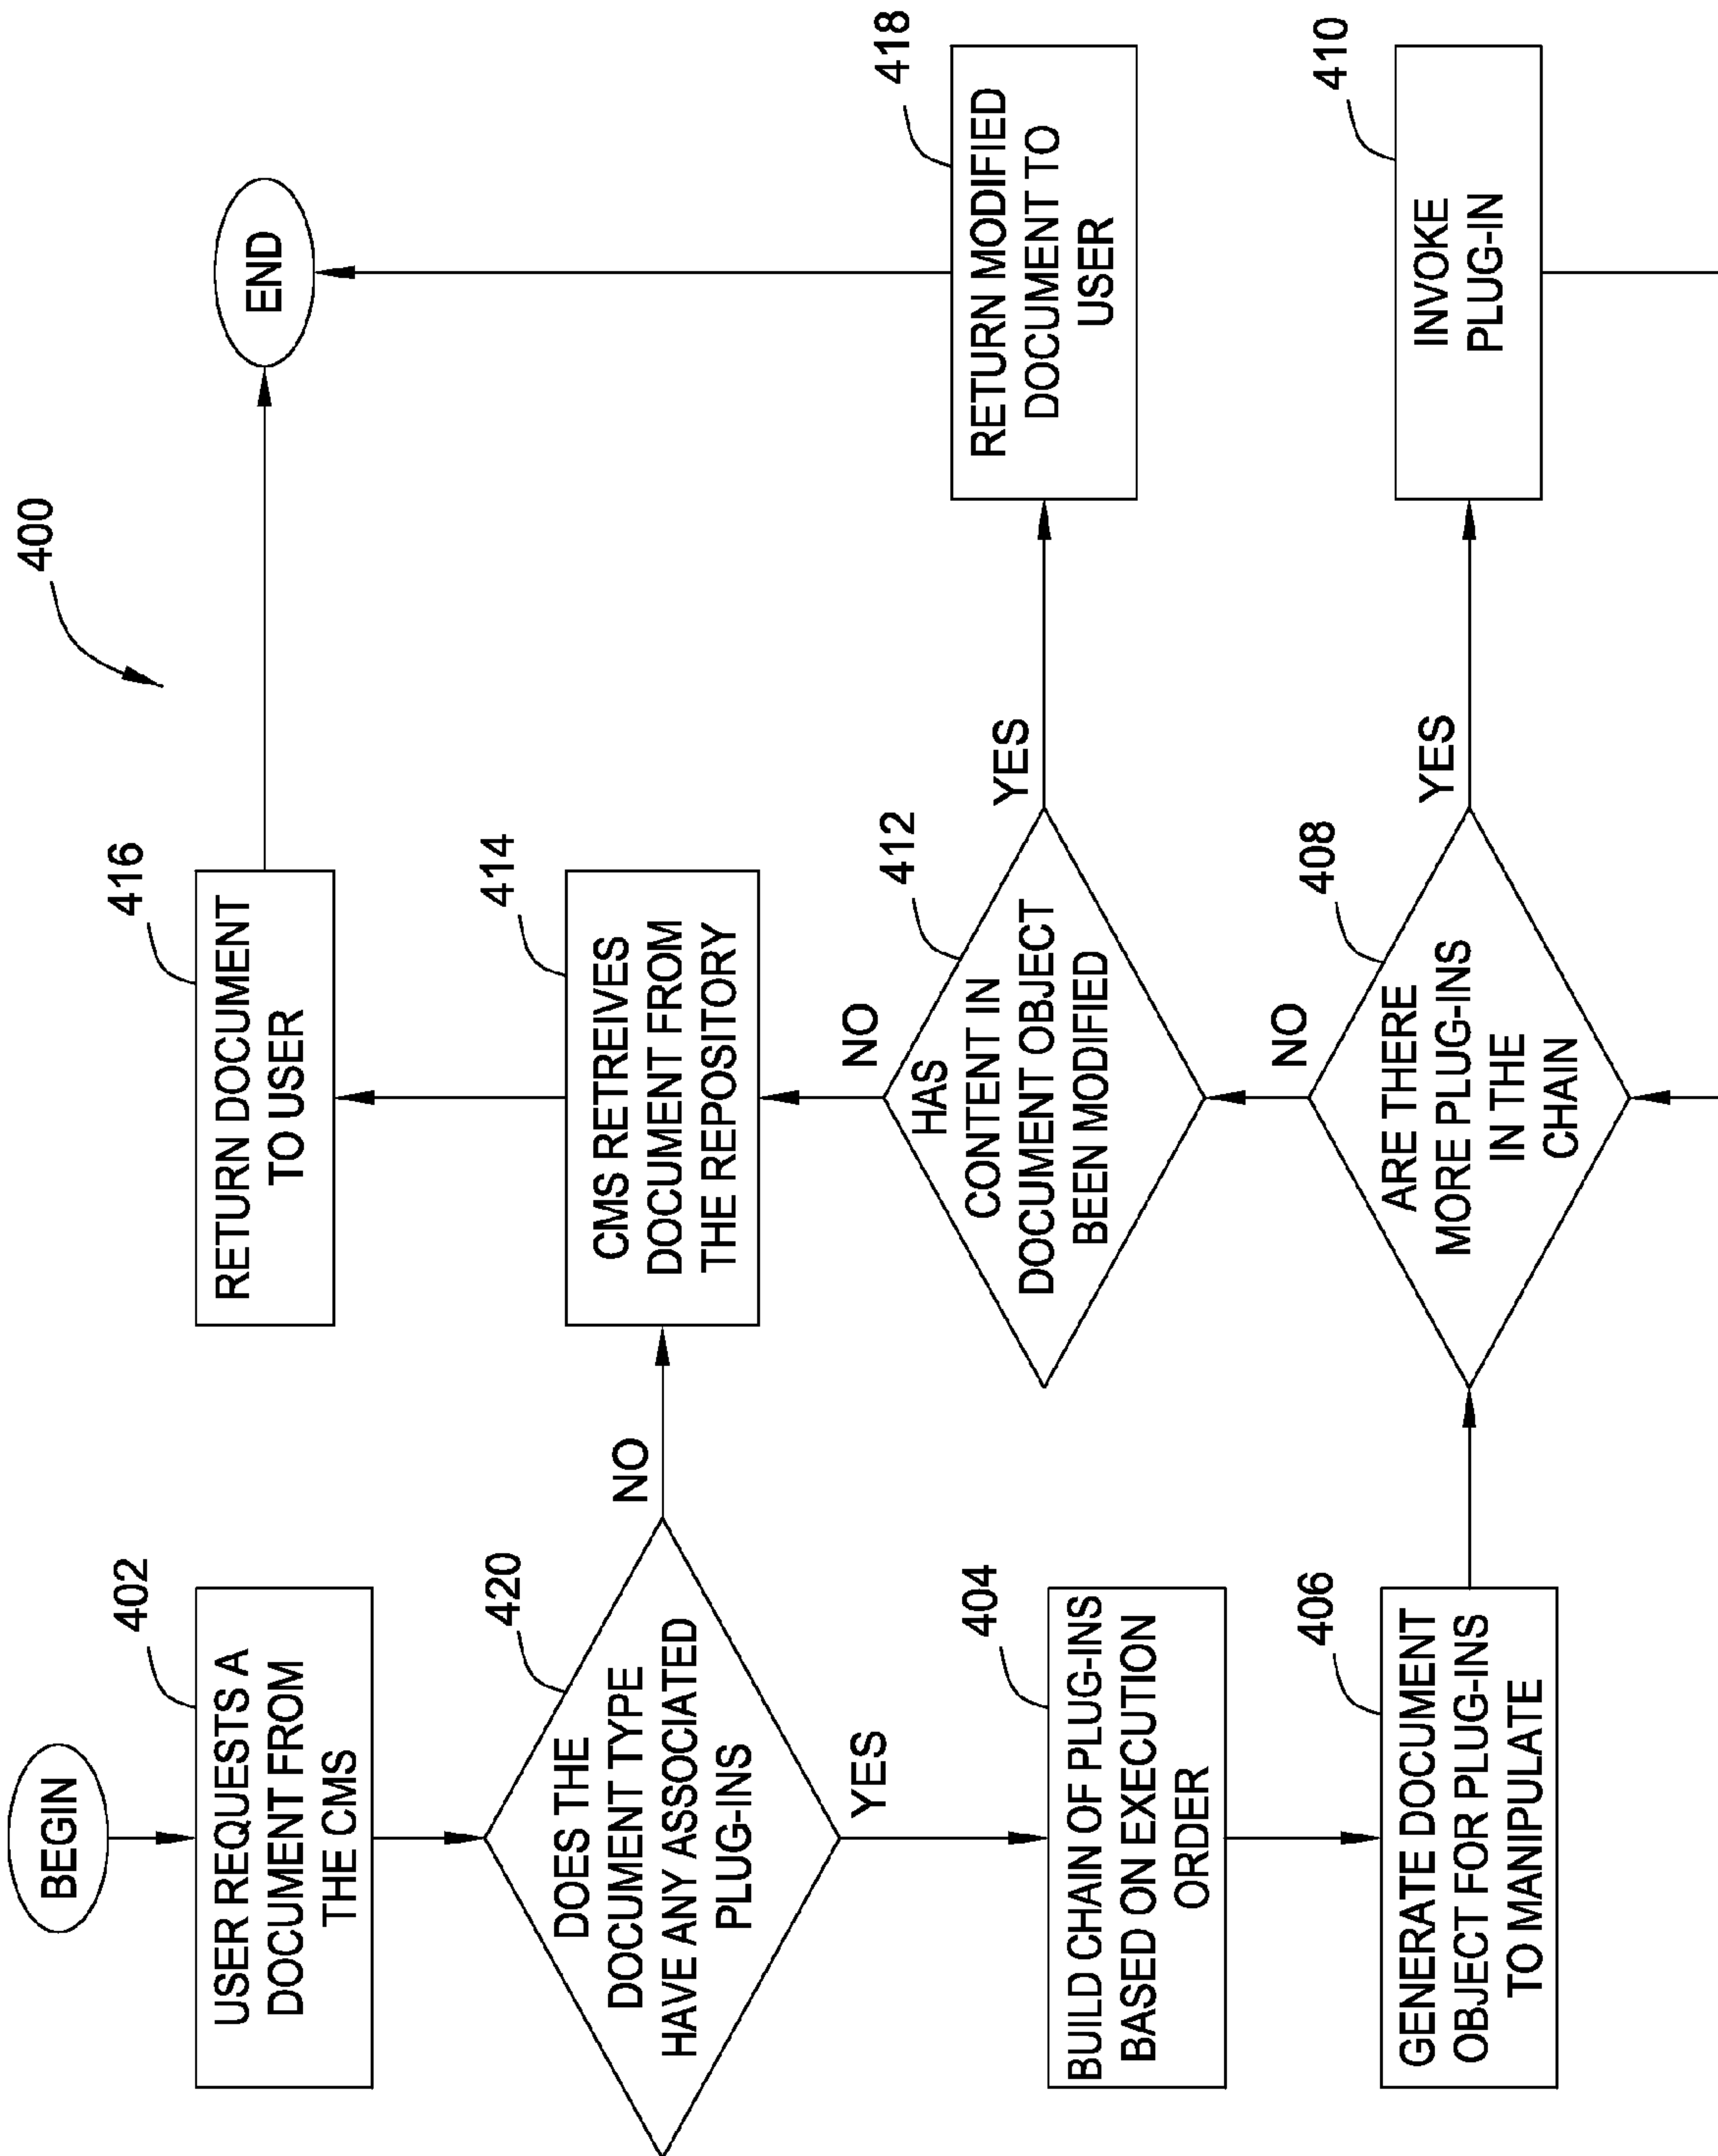 400
BEGIN
402
USER REQUESTS A
DOCUMENT FROM
THE CMS
420
DOES THE
DOCUMENT TYPE
HAVE ANY ASSOCIATED
PLUG-INS
NO
YES
404
BUILD CHAIN OF PLUG-INS
BASED ON EXECUTION
ORDER
406
GENERATE DOCUMENT
OBJECT FOR PLUG-INS
TO MANIPULATE
416
RETURN DOCUMENT
TO USER
414
CMS RETREIVES
DOCUMENT FROM
THE REPOSITORY
NO
412
HAS
CONTENT IN
DOCUMENT OBJECT
BEEN MODIFIED
YES
NO
408
ARE THERE
MORE PLUG-INS
IN THE
CHAIN
YES
END
418
RETURN MODIFIED
DOCUMENT TO
USER
410
INVOKE
PLUG-IN